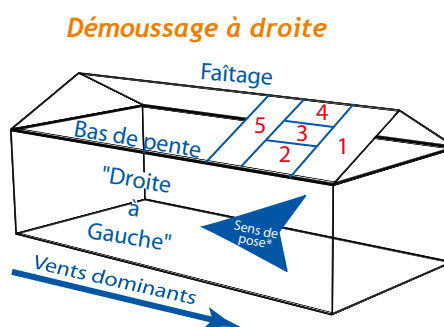 Démoussage à droite
Faîtage
4
5
3
1
2
Bas de pente
"Droite
à
Gauche"
Sens de
pose*
Vents dominants